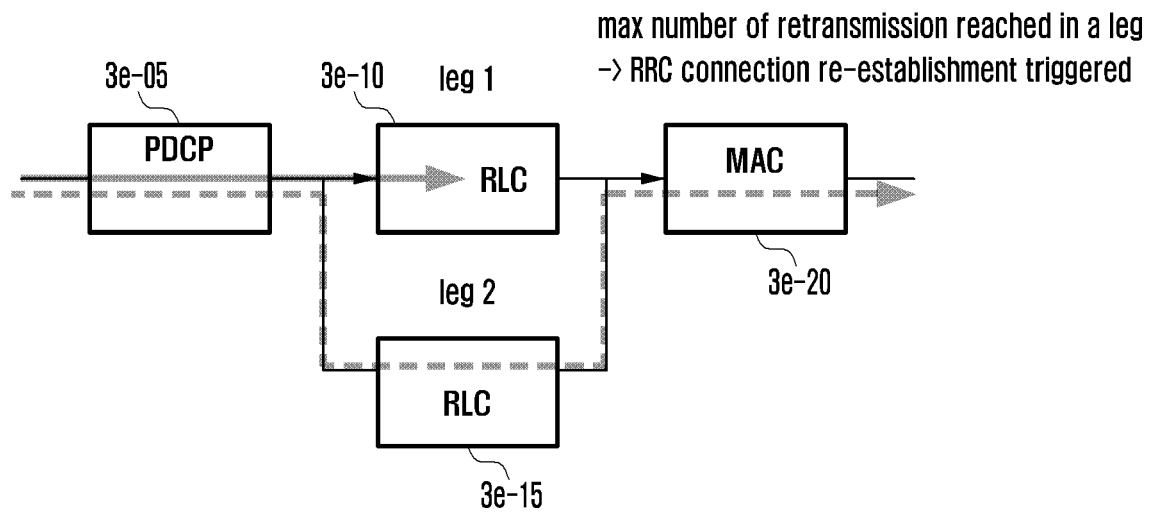 max number of retransmission reached in a leg
-> RRC connection re-establishment triggered
3e-05
3e-10
leg 1
PDCP
RLC
MAC
3e-20
leg 2
RLC
3e-15